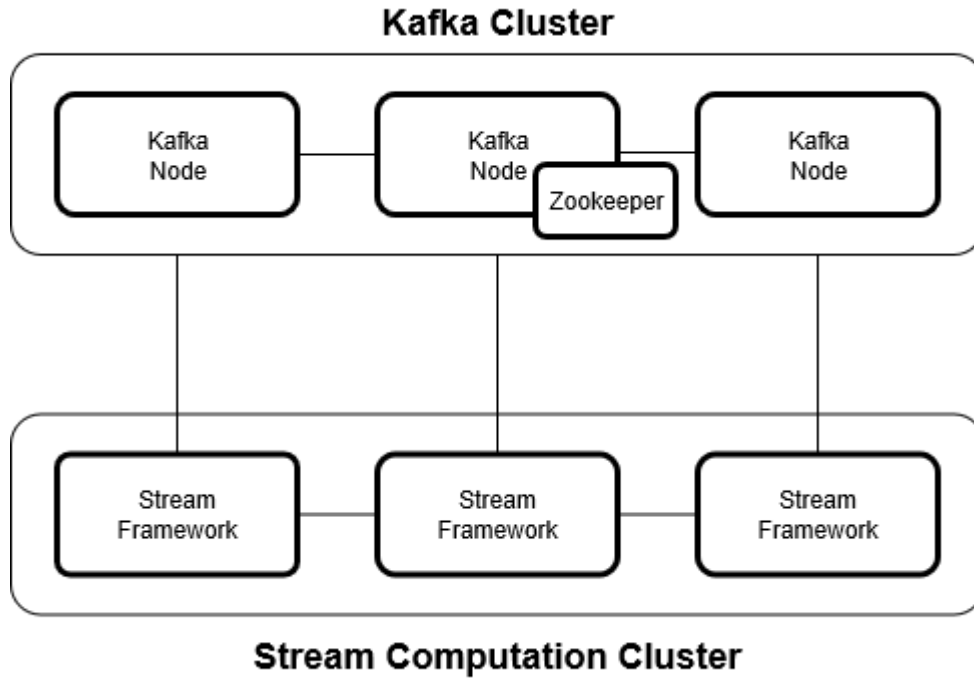 Kafka Cluster
Kafka
Node
Kafka
Node
Zookeeper
Kafka
Node
Stream
Framework
Stream
Framework
Stream
Framework
Stream Computation Cluster